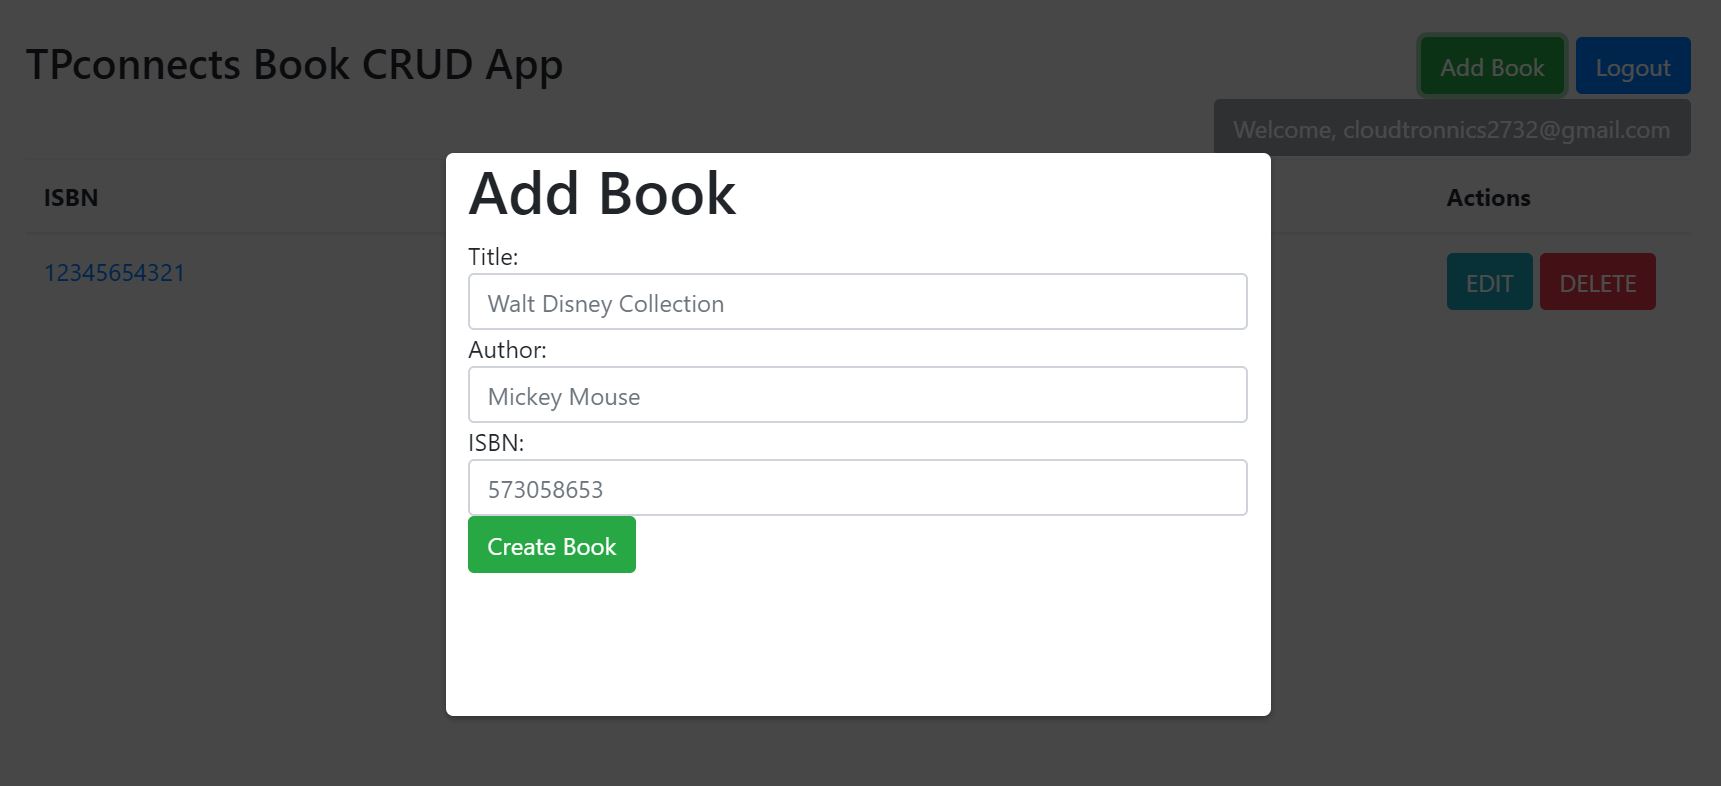 TPconnects Book CRUD App
Add Book
Logout
Welcome, cloudtronnics2732@gmail.com
ISBN
Actions
12345654321
EDIT
DELETE
Add Book
Title:
Walt Disney Collection
Author:
Mickey Mouse
ISBN:
573058653
Create Book